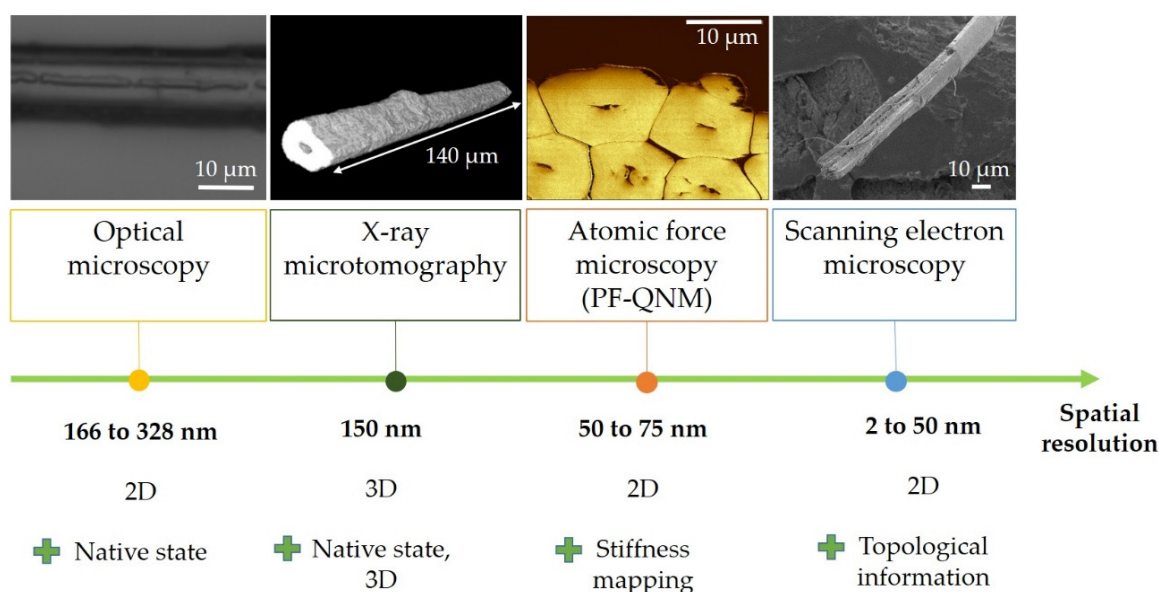 10 µm
140 µm
10 µm
10 µm
Optical
microscopy
X-ray
microtomography
Atomic force
microscopy
(PF-QNM)
Scanning electron
microscopy
166 to 328 nm
150 nm
50 to 75 nm
2 to 50 nm
Spatial
resolution
2D
3D
2D
2D
Native state
Native state,
3D
Stiffness
mapping
Topological
information